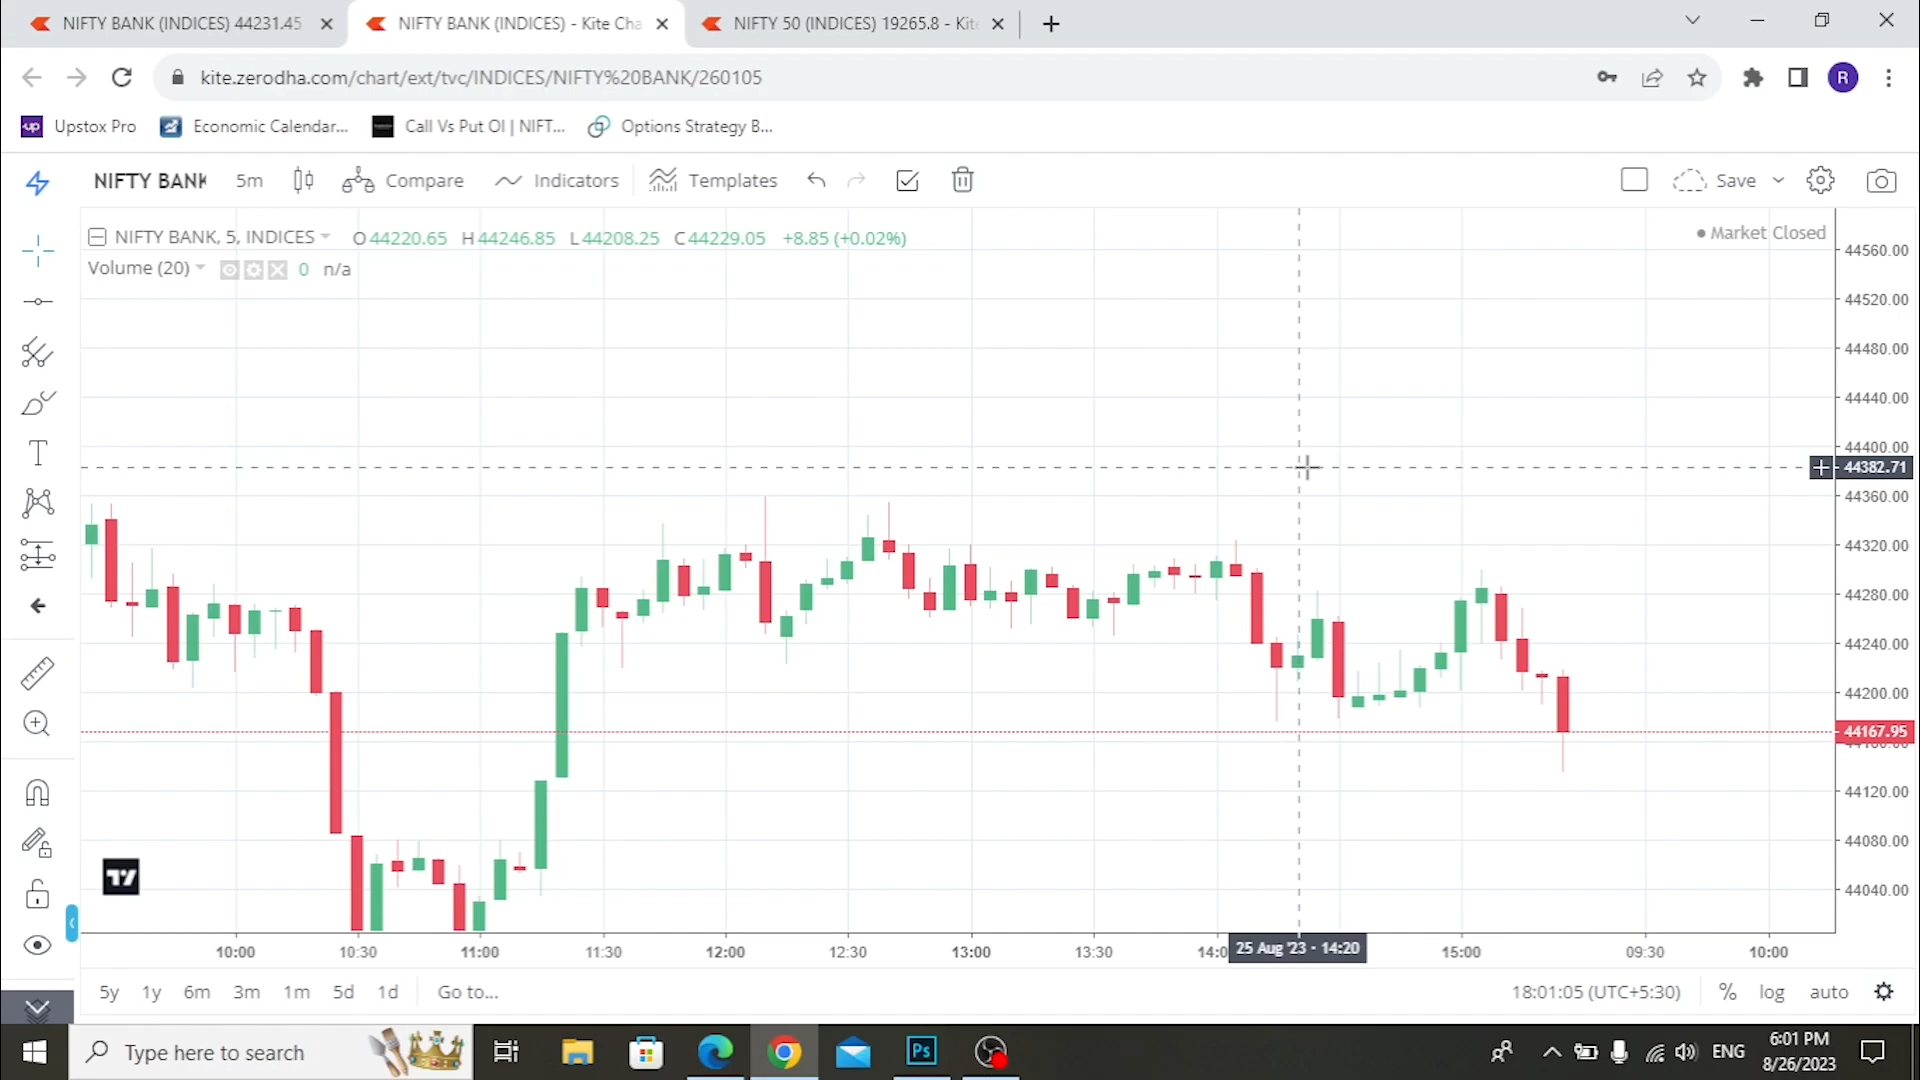 NIFTY BANK (INDICES) 44231.45
NIFTY BANK (INDICES) - Kite Cha
NIFTY 50 (INDICES) 19265.8 - Kit
kite.zerodha.com/chart/ext/tvc/INDICES/NIFTY%20BANK/260105
R
up Upstox Pro
Economic Calendar...
Call Vs Put OI | NIFT...
Options Strategy B...
NIFTY BANK
5m
Compare
Indicators
Templates
Save
NIFTY BANK, 5, INDICES
O44220.65 H44246.85 L44208.25 C44229.05 +8.85 (+0.02%)
Market Closed
Volume (20)
0 n/a
T
44560.00
44520.00
44480.00
44440.00
44400.00
44382.71
44360.00
44320.00
44280.00
44240.00
44200.00
44167.95
44120.00
44080.00
44040.00
10:00
10:30
11:00
11:30
12:00
12:30
13:00
13:30
14:0
25 Aug '23 - 14:20
15:00
09:30
10:00
5y 1y 6m 3m 1m 5d 1d Go to...
18:01:05 (UTC+5:30) % log auto
Type here to search
Ps
ENG
6:01 PM
8/26/2023